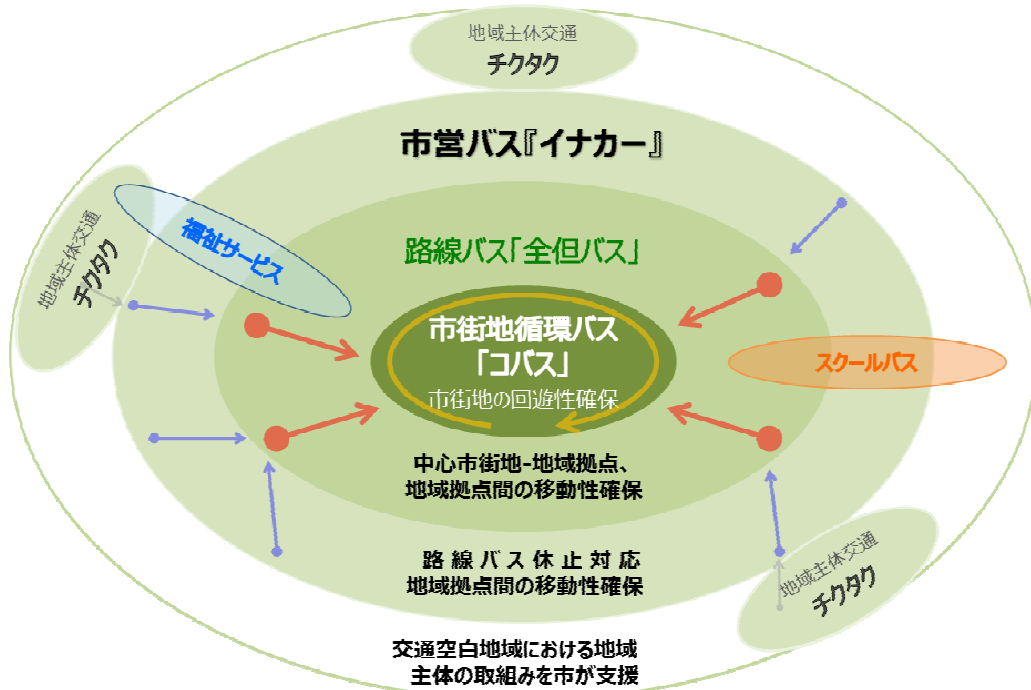 地域主体交通
チクタク
市営バス『イナカー』
地域主体交通
チクタク
福祉サービス
路線バス「全但バス」
市街地循環バス
「コバス」
市街地の回遊性確保
スクールバス
中心市街地-地域拠点、
地域拠点間の移動性確保
路線バス休止対応
地域拠点間の移動性確保
地域主体交通
チクタク
交通空白地域における地域
主体の取組みを市が支援